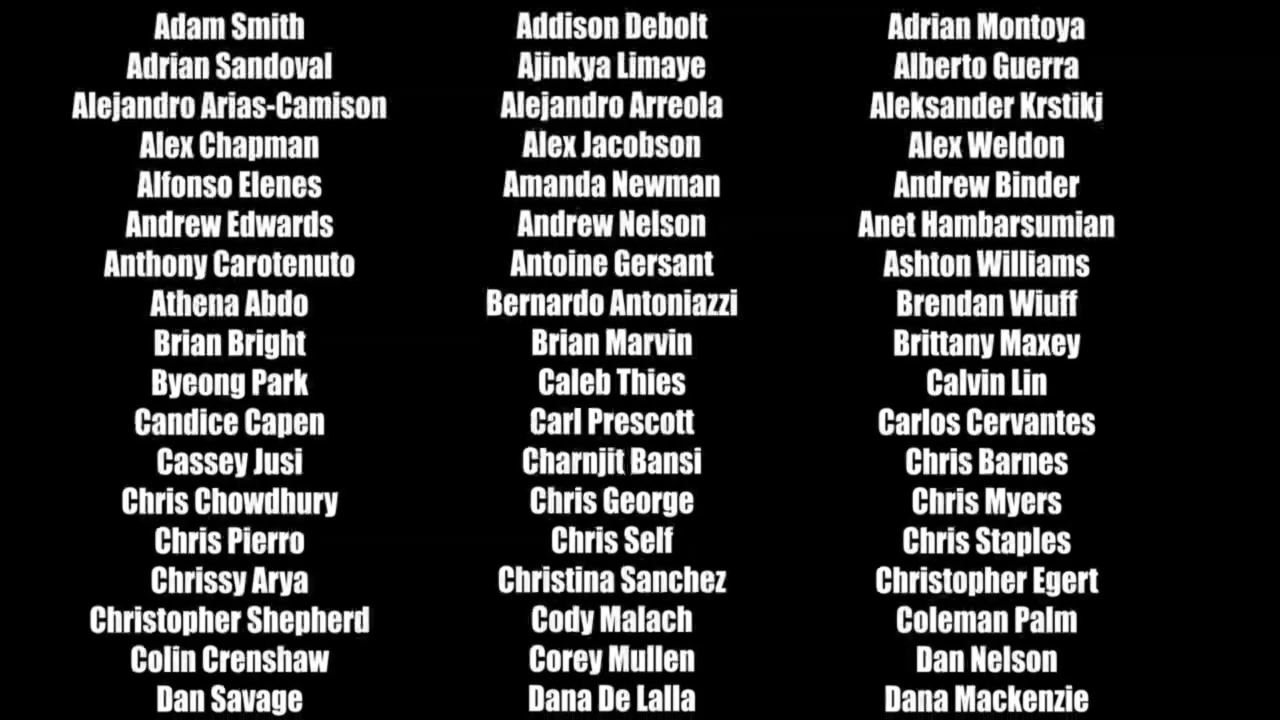 Adam Smith Addison Debolt Adrian Montoya
Adrian Sandoval Ajinkya Limaye Alberto Guerra
Alejandro Arias-Camison Alejandro Arreola Aleksander Krstikj
Alex Chapman Alex Jacobson Alex Weldon
Alfonso Elenes Amanda Newman Andrew Binder
Andrew Edwards Andrew Nelson Anet Hambarsumian
Anthony Carotenuto Antoine Gersant Ashton Williams
Athena Abdo Bernardo Antoniazzi Brendan Wiuff
Brian Bright Brian Marvin Brittany Maxey
Byeong Park Caleb Thies Calvin Lin
Candice Capen Carl Prescott Carlos Cervantes
Cassey Jusi Charnjit Bansi Chris Barnes
Chris Chowdhury Chris George Chris Myers
Chris Pierro Chris Self Chris Staples
Chrissy Arya Christina Sanchez Christopher Egert
Christopher Shepherd Cody Malach Coleman Palm
Colin Crenshaw Corey Mullen Dan Nelson
Dan Savage Dana De Lalla Dana Mackenzie